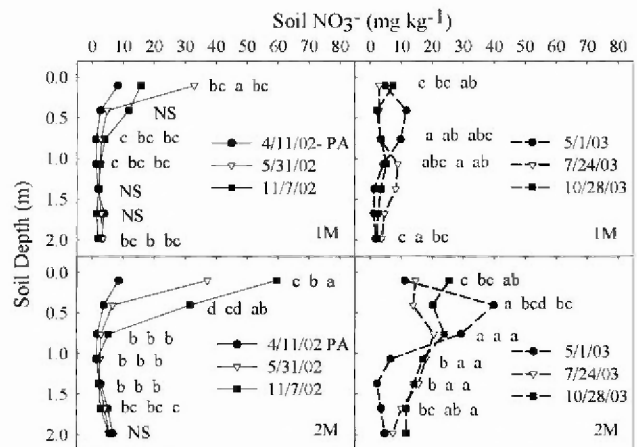 Soil NO3- (mg kg-1)
0 10 20 30 40 50 60 0 10 20 30 40 50 60
Soil Depth (m)
0.0
0.5
1.0
1.5
2.0
bc a bc
NS
c bc bc
c bc bc
NS
NS
bc b bc
4/11/02- PA
5/31/02
11/7/02
1M
c bc ab
a ab abc
abc a ab
c a abc
5/1/03
7/24/03
10/28/03
1M
0.0
0.5
1.0
1.5
2.0
c b a
d cd ab
b b b
b b b
b b b
bc bc c
NS
4/11/02 PA
5/31/02
11/7/02
2M
c bc ab
a bcd bc
a a a
b a a
b a a
bc ab a
5/1/03
7/24/03
10/28/03
2M